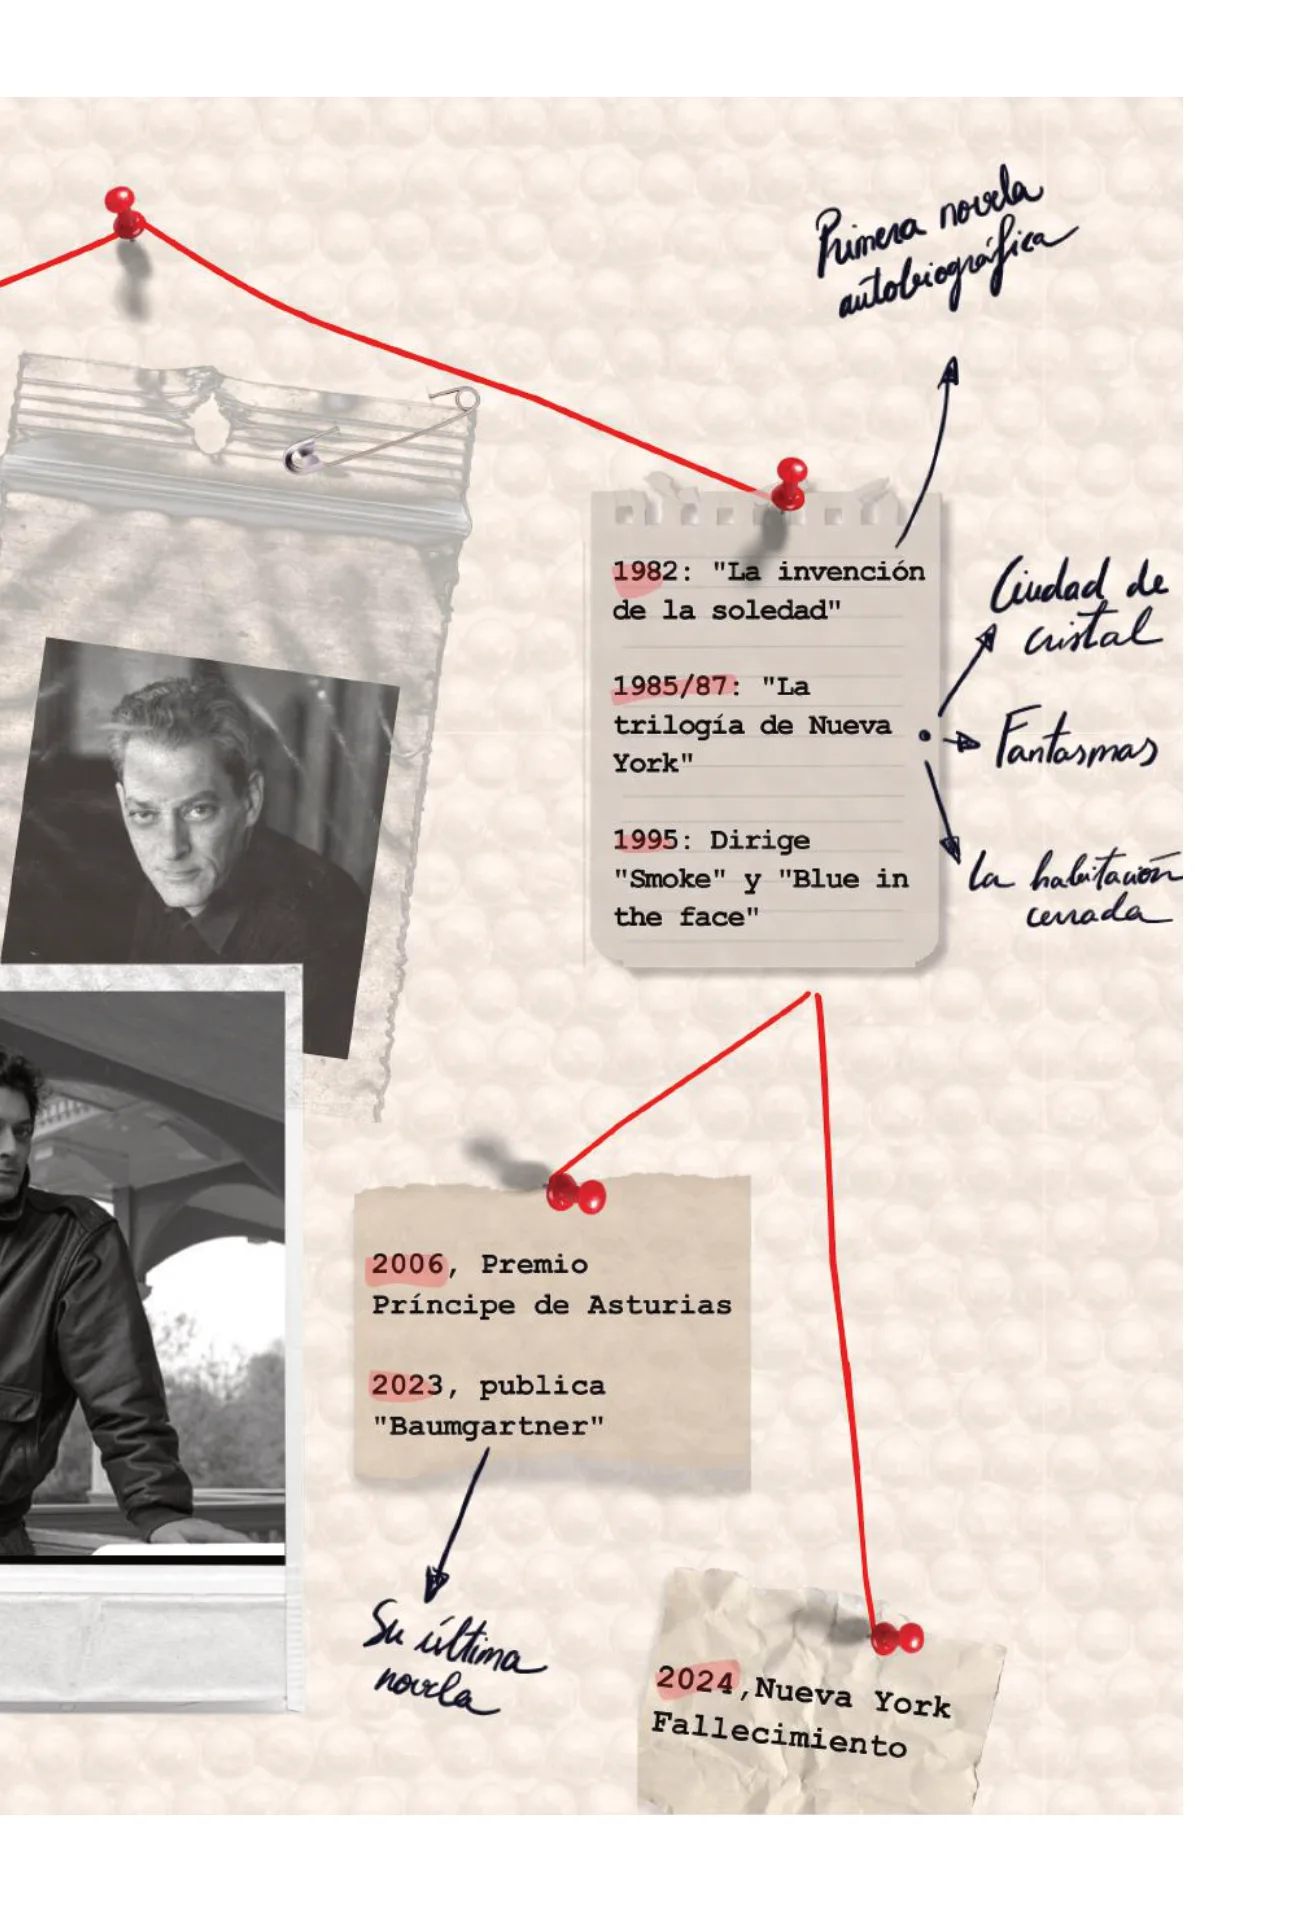 Primera novela
autobiográfica
1982: "La invención
de la soledad"
1985/87: "La
trilogía de Nueva
York"
1995: Dirige
"Smoke" y "Blue in
the face"
Ciudad de
cristal
Fantasmas
La habitación
cerrada
2006, Premio
Príncipe de Asturias
2023, publica
"Baumgartner"
Su última
novela
2024,Nueva York
Fallecimiento